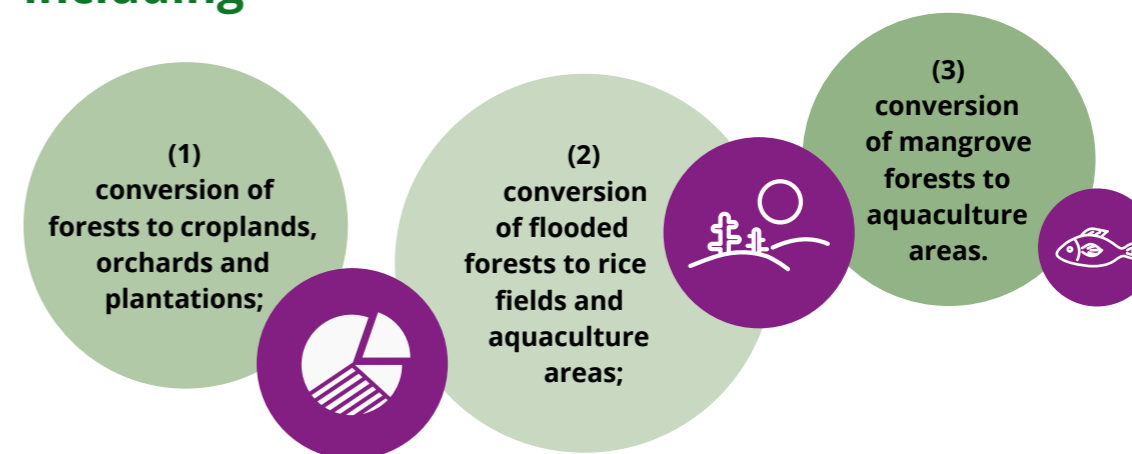 including
(1)
conversion of
forests to croplands,
orchards and
plantations;
(2)
conversion
of flooded
forests to rice
fields and
aquaculture
areas;
(3)
conversion
of mangrove
forests to
aquaculture
areas.